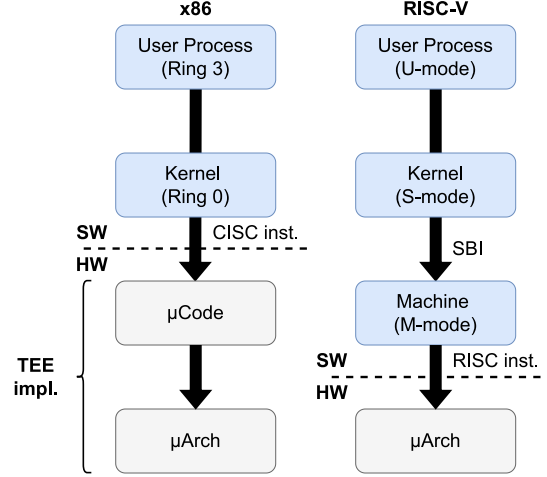 x86
User Process
(Ring 3)
Kernel
(Ring 0)
SW
CISC inst.
HW
µCode
TEE
impl.
µArch
RISC-V
User Process
(U-mode)
Kernel
(S-mode)
SBI
Machine
(M-mode)
SW
RISC inst.
HW
µArch